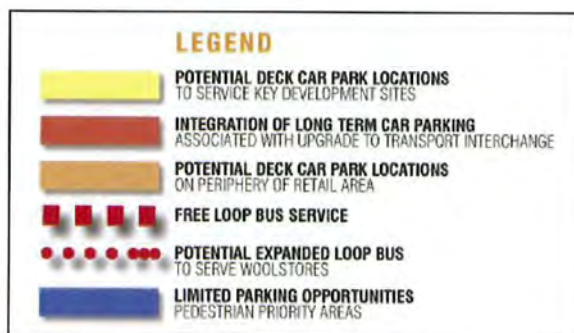 LEGEND
POTENTIAL DECK CAR PARK LOCATIONS
TO SERVICE KEY DEVELOPMENT SITES
INTEGRATION OF LONG TERM CAR PARKING
ASSOCIATED WITH UPGRADE TO TRANSPORT INTERCHANGE
POTENTIAL DECK CAR PARK LOCATIONS
ON PERIPHERY OF RETAIL AREA
FREE LOOP BUS SERVICE
POTENTIAL EXPANDED LOOP BUS
TO SERVE WOOLSTORES
LIMITED PARKING OPPORTUNITIES
PEDESTRIAN PRIORITY AREAS